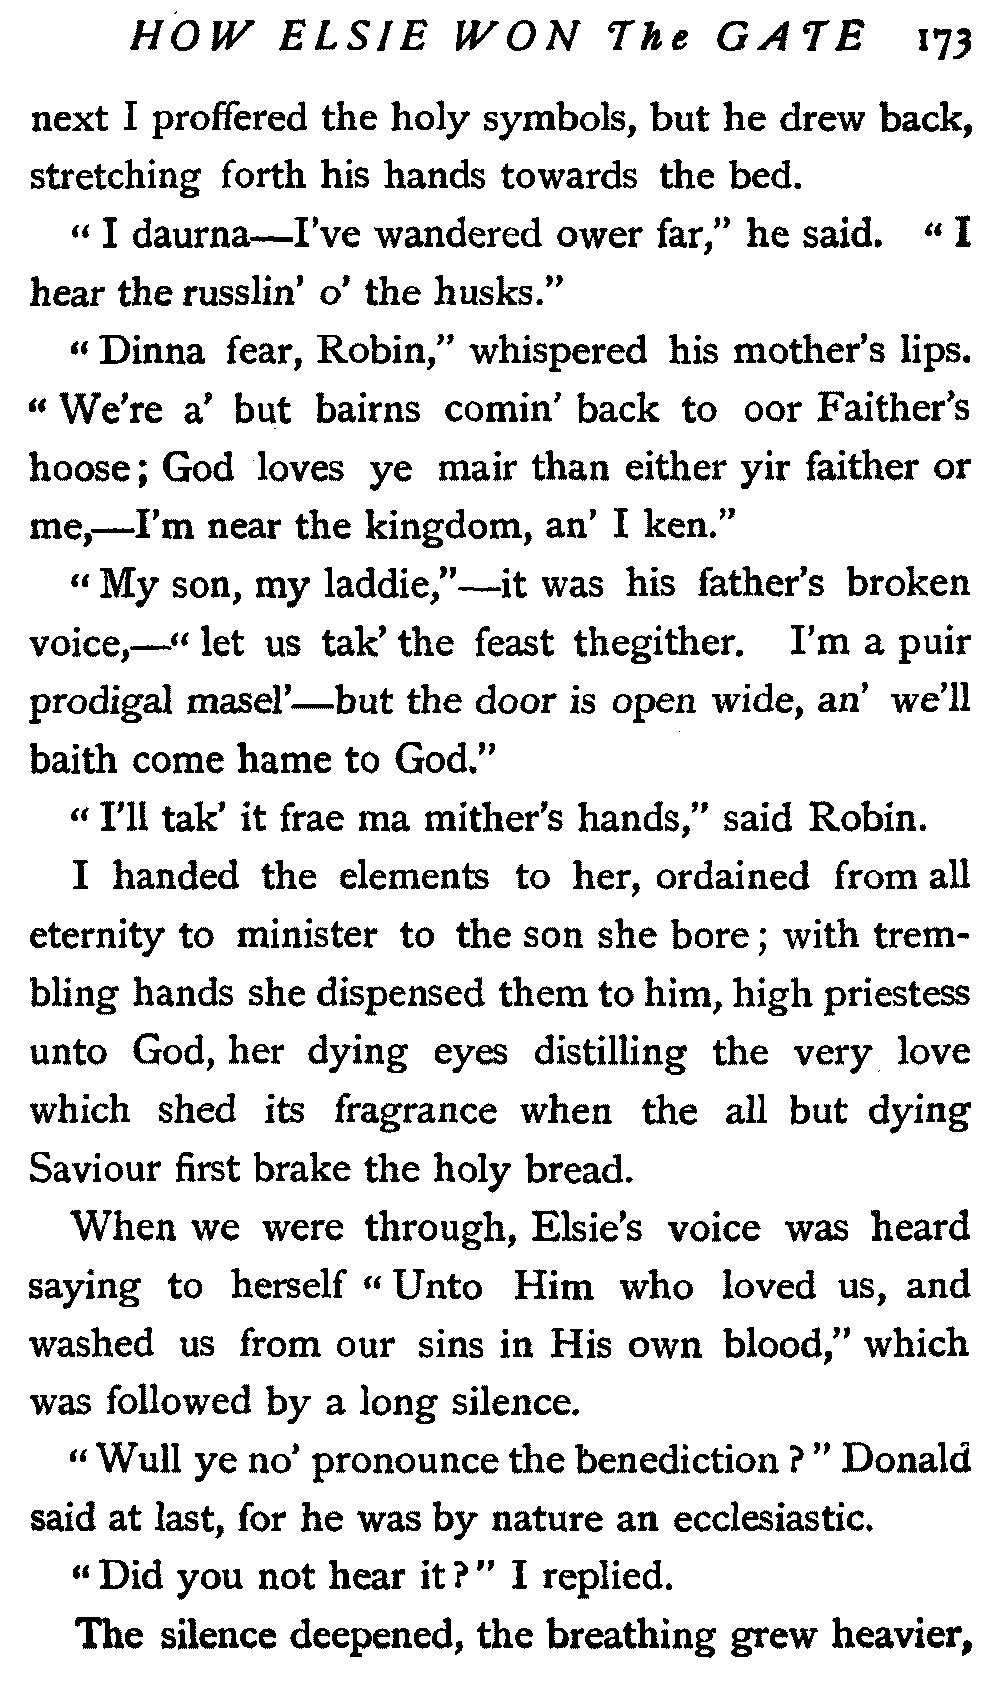 HOW ELSIE WON The GATE 173
next I proffered the holy symbols, but he drew back,
stretching forth his hands towards the bed.
“ I daurna—I've wandered ower far,” he said. “ I
hear the russlin' o' the husks.”
“ Dinna fear, Robin,” whispered his mother's lips.
“ We're a' but bairns comin' back to oor Faither's
hoose ; God loves ye mair than either yir faither or
me,—I'm near the kingdom, an' I ken.”
“ My son, my laddie,”—it was his father's broken
voice,—“ let us tak' the feast thegither. I'm a puir
prodigal masel'—but the door is open wide, an' we'll
baith come hame to God.”
“ I'll tak' it frae ma mither's hands,” said Robin.
I handed the elements to her, ordained from all
eternity to minister to the son she bore ; with trem-
bling hands she dispensed them to him, high priestess
unto God, her dying eyes distilling the very love
which shed its fragrance when the all but dying
Saviour first brake the holy bread.
When we were through, Elsie's voice was heard
saying to herself “ Unto Him who loved us, and
washed us from our sins in His own blood,” which
was followed by a long silence.
“ Wull ye no' pronounce the benediction ? ” Donald
said at last, for he was by nature an ecclesiastic.
“ Did you not hear it ? ” I replied.
The silence deepened, the breathing grew heavier,